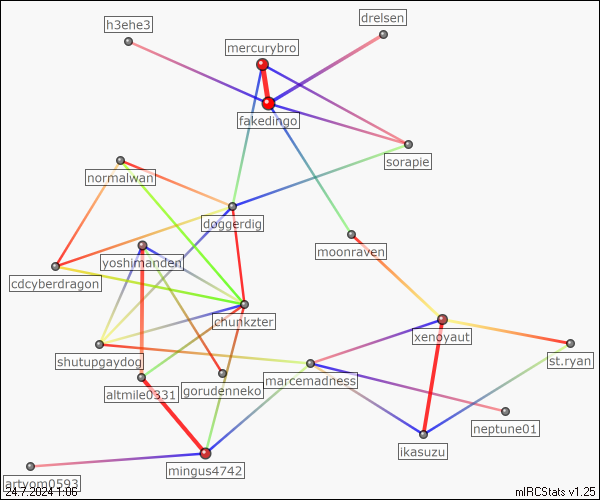 h3ehe3
drelsen
mercurybro
fakedingo
sorapie
normalwan
doggerdig
moonraven
yoshimanden
cdcyberdragon
chunkzter
xenoyaut
shutupgaydog
st.ryan
marcemadness
altmile0331
gorudenneko
neptune01
ikasuzu
mingus4742
artyom0593
24.7.2024 1:06
mIRCStats v1.25